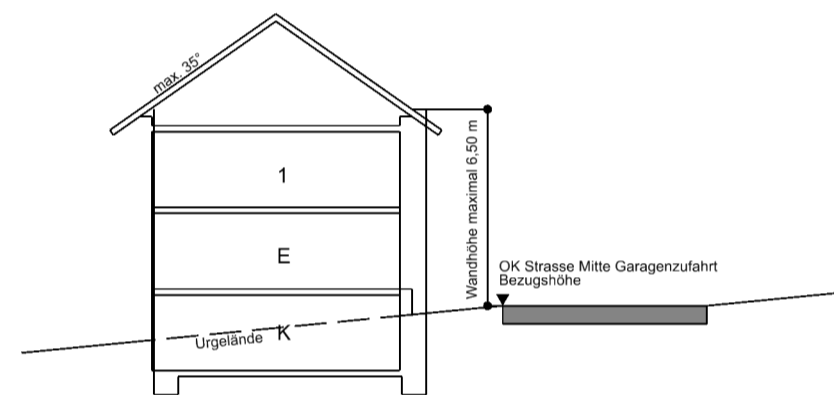 max. 35°
1
E
K
Urgelände
Wandhöhe maximal 6,50 m
OK Strasse Mitte Garagenzufahrt
Bezugshöhe